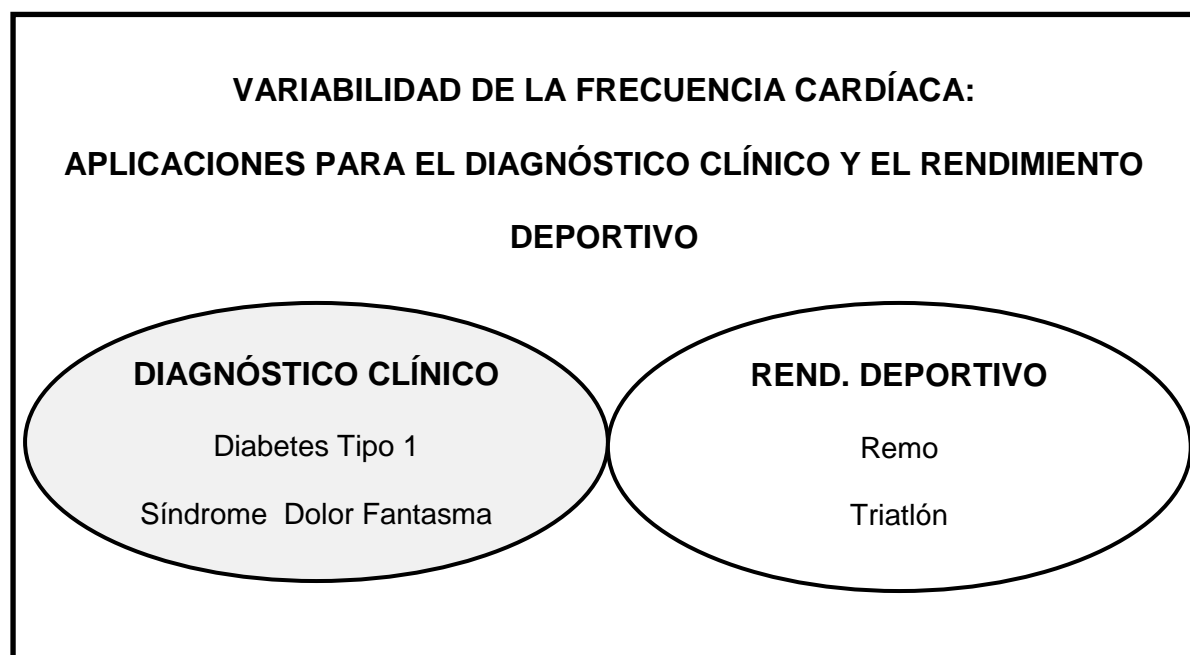 VARIABILIDAD DE LA FRECUENCIA CARDÍACA:
APLICACIONES PARA EL DIAGNÓSTICO CLÍNICO Y EL RENDIMIENTO
DEPORTIVO
DIAGNÓSTICO CLÍNICO
Diabetes Tipo 1
Síndrome Dolor Fantasma
REND. DEPORTIVO
Remo
Triatlón